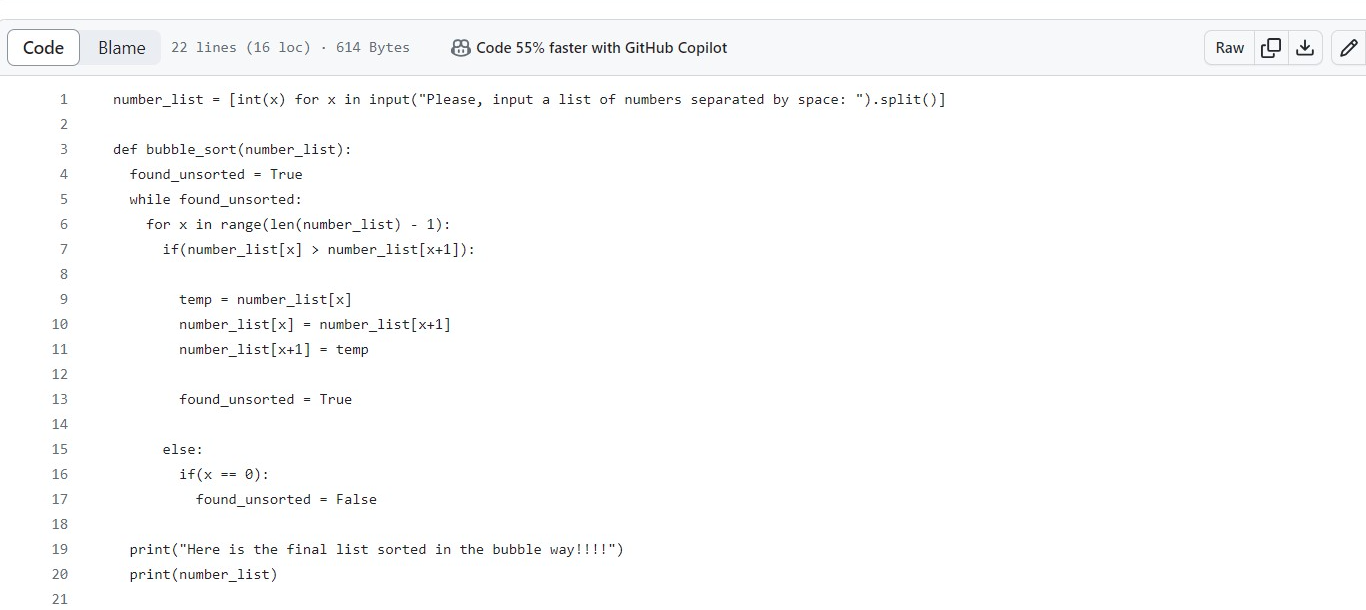 Code Blame 22 lines (16 loc) · 614 Bytes Code 55% faster with GitHub Copilot Raw
1 number_list = [int(x) for x in input("Please, input a list of numbers separated by space: ").split()]
2
3 def bubble_sort(number_list):
4   found_unsorted = True
5   while found_unsorted:
6     for x in range(len(number_list) - 1):
7       if(number_list[x] > number_list[x+1]):
8
9         temp = number_list[x]
10         number_list[x] = number_list[x+1]
11         number_list[x+1] = temp
12
13         found_unsorted = True
14
15       else:
16         if(x == 0):
17           found_unsorted = False
18
19   print("Here is the final list sorted in the bubble way!!!!")
20   print(number_list)
21